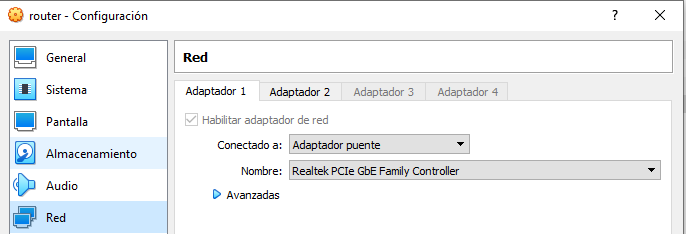 router - Configuración
? ×
General
Sistema
Pantalla
Almacenamiento
Audio
Red
Red
Adaptador 1 Adaptador 2 Adaptador 3 Adaptador 4
Habilitar adaptador de red
Conectado a: Adaptador puente
Nombre: Realtek PCIe GbE Family Controller
Avanzadas